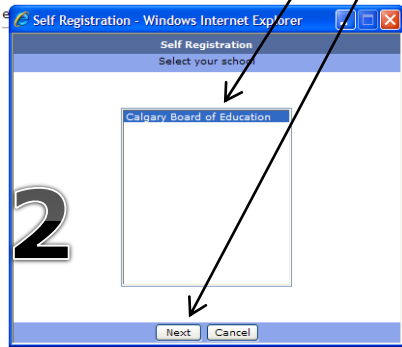 e
Self Registration - Windows Internet Explorer
Self Registration
Select your school
Calgary Board of Education
2
Next Cancel